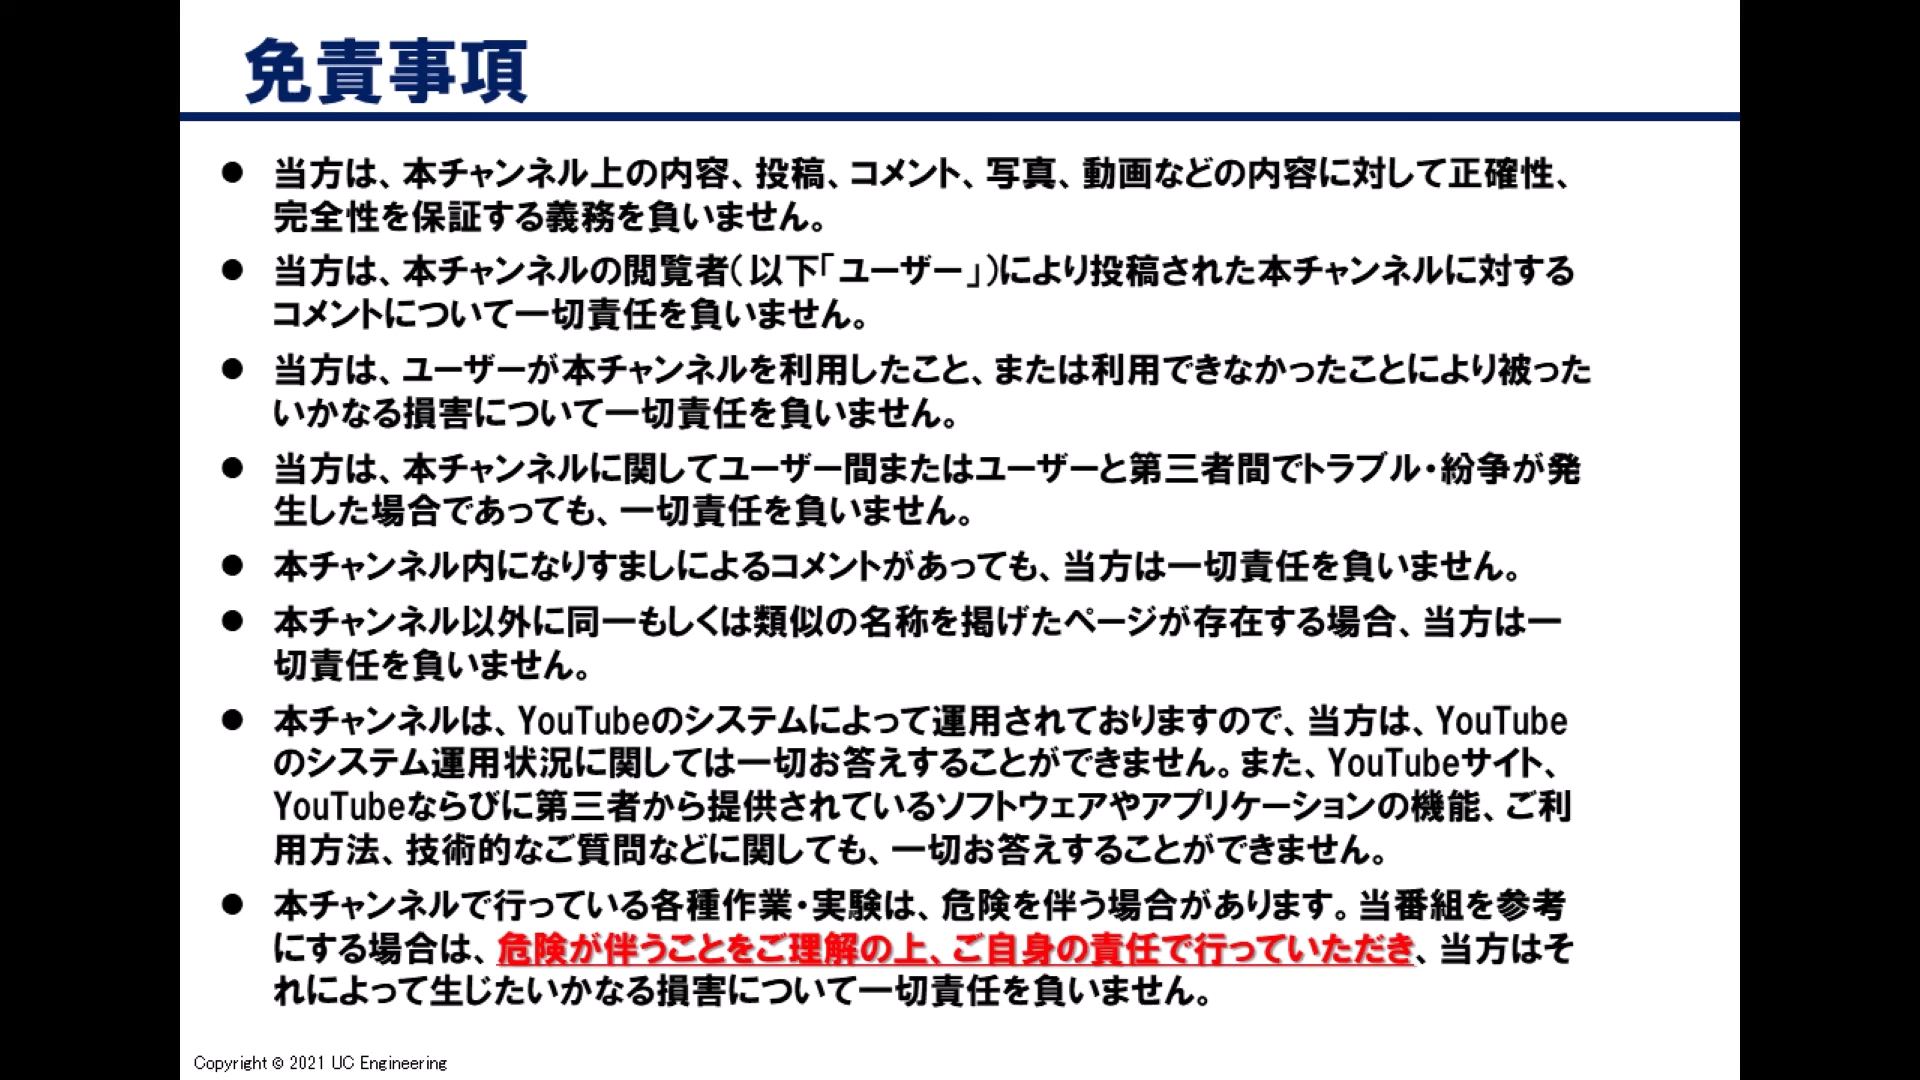 免責事項
● 当方は、本チャンネル上の内容、投稿、コメント、写真、動画などの内容に対して正確性、
完全性を保証する義務を負いません。
● 当方は、本チャンネルの閲覧者(以下「ユーザー」)により投稿された本チャンネルに対する
コメントについて一切責任を負いません。
● 当方は、ユーザーが本チャンネルを利用したこと、または利用できなかったことにより被った
いかなる損害について一切責任を負いません。
● 当方は、本チャンネルに関してユーザー間またはユーザーと第三者間でトラブル・紛争が発
生した場合であっても、一切責任を負いません。
● 本チャンネル内になりすましによるコメントがあっても、当方は一切責任を負いません。
● 本チャンネル以外に同一もしくは類似の名称を掲げたページが存在する場合、当方は一
切責任を負いません。
● 本チャンネルは、YouTubeのシステムによって運用されておりますので、当方は、YouTube
のシステム運用状況に関しては一切お答えすることができません。また、YouTubeサイト、
YouTubeならびに第三者から提供されているソフトウェアやアプリケーションの機能、ご利
用方法、技術的なご質問などに関しても、一切お答えすることができません。
● 本チャンネルで行っている各種作業・実験は、危険を伴う場合があります。当番組を参考
にする場合は、危険が伴うことをご理解の上、ご自身の責任で行っていただき、当方はそ
れによって生じたいかなる損害について一切責任を負いません。
Copyright © 2021 UC Engineering